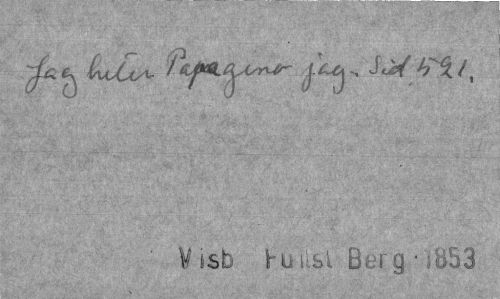 Jag heter Papageno jag. Sid 521.
Visb Fullst Berg. 1853